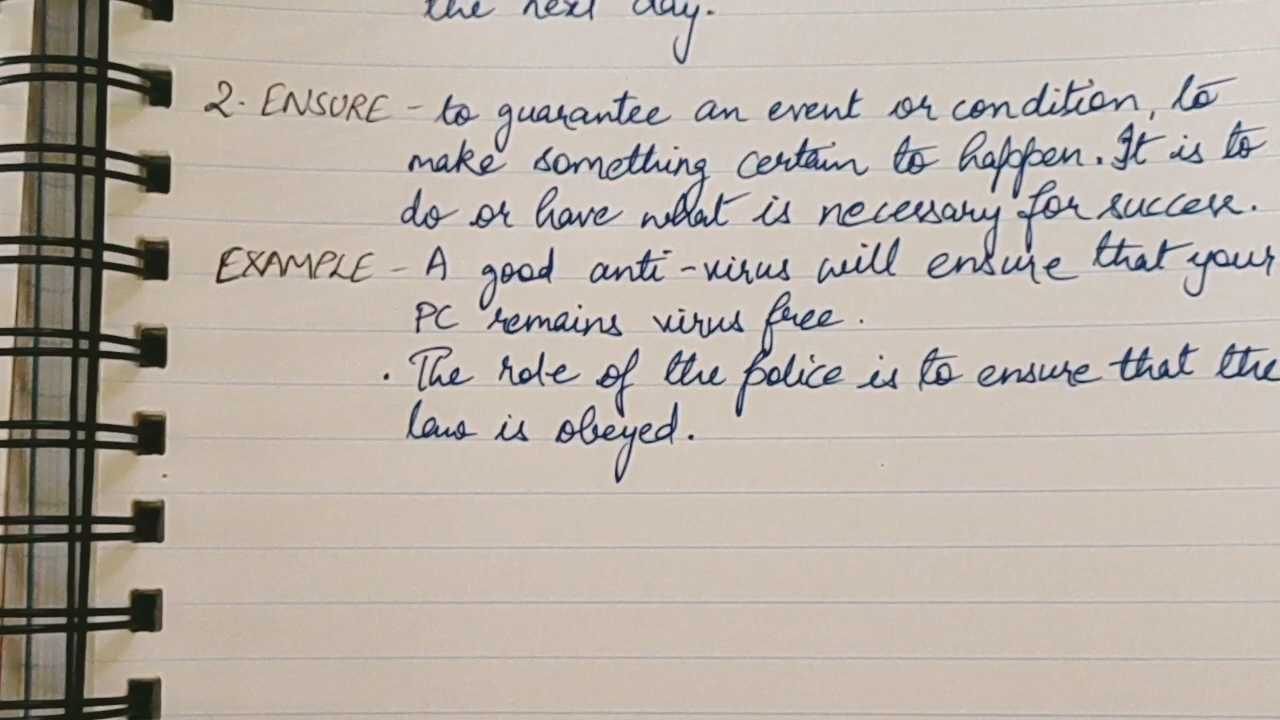 the next day.
2. ENSURE - to guarantee an event or condition, to
make something certain to happen. It is to
do or have what is necessary for success.
EXAMPLE - A good anti-virus will ensure that your
PC remains virus free.
. The role of the police is to ensure that the
law is obeyed.